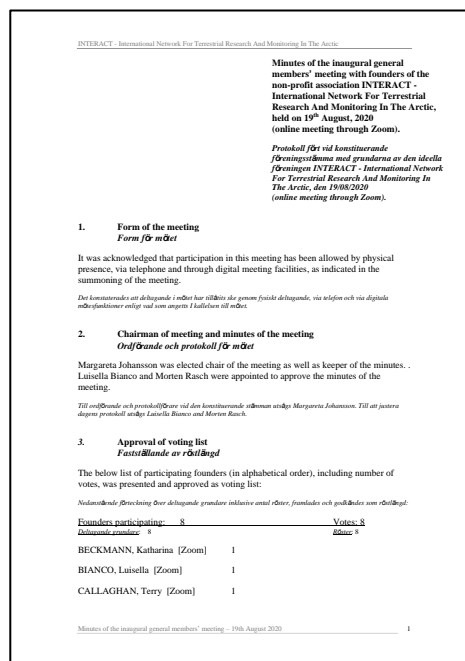 INTERACT - International Network For Terrestrial Research And Monitoring In The Arctic
Minutes of the inaugural general
members' meeting with founders of the
non-profit association INTERACT -
International Network For Terrestrial
Research And Monitoring In The Arctic,
held on 19th August, 2020
(online meeting through Zoom).
Protokoll fört vid konstituerande
föreningsstämma med grundarna av den ideella
föreningen INTERACT - International Network
For Terrestrial Research And Monitoring In
The Arctic, den 19/08/2020
(online meeting through Zoom).
1. Form of the meeting
Form för mötet
It was acknowledged that participation in this meeting has been allowed by physical
presence, via telephone and through digital meeting facilities, as indicated in the
summoning of the meeting.
Det konstaterades att deltagande i mötet har tillåtits ske genom fysiskt deltagande, via telefon och via digitala
mötesfunktioner enligt vad som angetts I kallelsen till mötet.
2. Chairman of meeting and minutes of the meeting
Ordförande och protokoll för mötet
Margareta Johansson was elected chair of the meeting as well as keeper of the minutes. .
Luisella Bianco and Morten Rasch were appointed to approve the minutes of the
meeting.
Till ordförande och protokollförare vid den konstituerande stämman utsågs Margareta Johansson. Till att justera
dagens protokoll utsågs Luisella Bianco and Morten Rasch.
3. Approval of voting list
Fastställande av röstlängd
The below list of participating founders (in alphabetical order), including number of
votes, was presented and approved as voting list:
Nedanstående förteckning över deltagande grundare inklusive antal röster, framlades och godkändes som röstlängd:
Founders participating: 8 Votes: 8
Deltagande grundare: 8 Röster: 8
BECKMANN, Katharina [Zoom] 1
BIANCO, Luisella [Zoom] 1
CALLAGHAN, Terry [Zoom] 1
Minutes of the inaugural general members' meeting – 19th August 2020 1